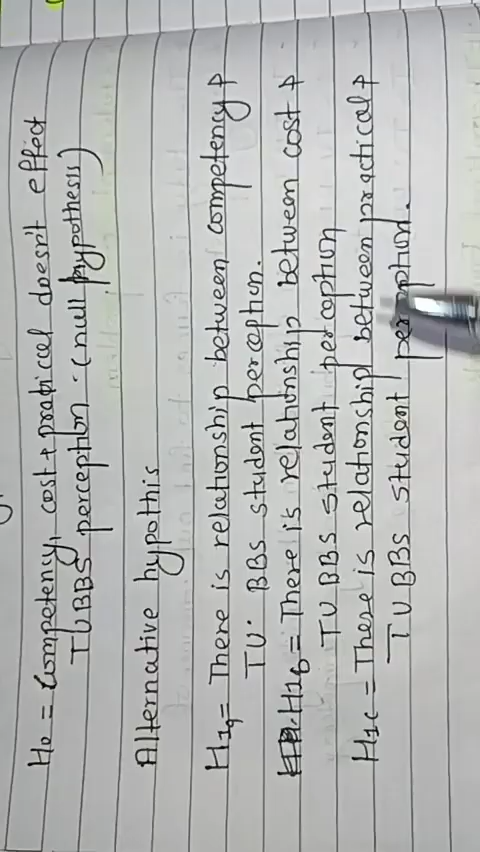 H₀ = Competency, cost + pratical doesn't effect
TU BBS perception. (null hypothesis)
Alternative hypothis
H₁ₐ = There is relationship between competency &
TU. BBS student perception.
H₁b = There is relationship between cost &
TU BBS student perception
H₁c = There is relationship between practical &
TU BBS student perception.